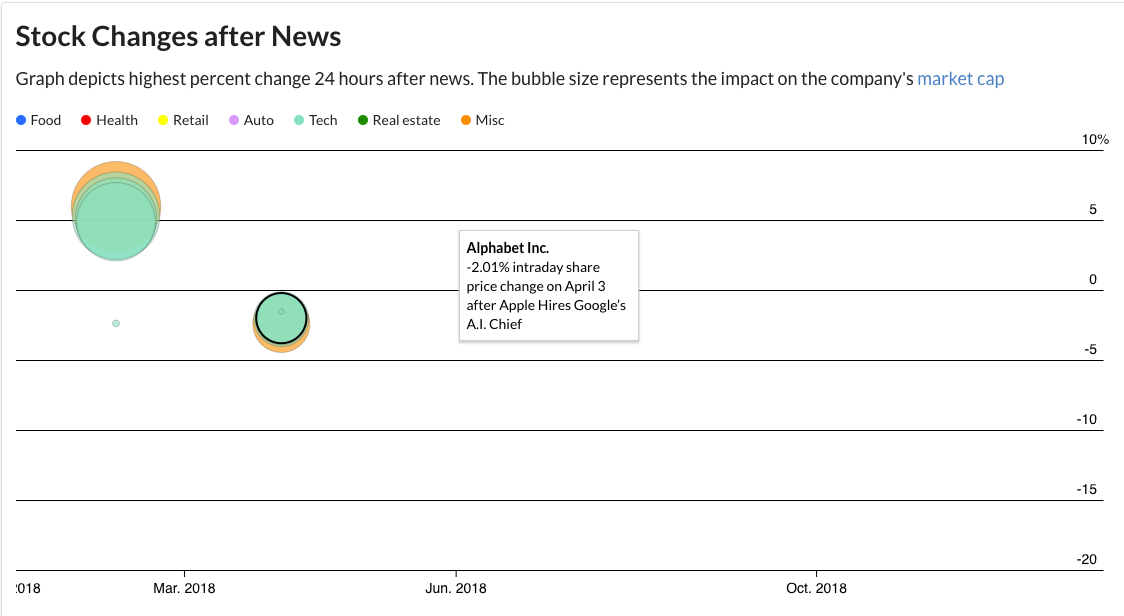 Stock Changes after News
Graph depicts highest percent change 24 hours after news. The bubble size represents the impact on the company's market cap
Food Health Retail Auto Tech Real estate Misc
10%
5
Alphabet Inc.
-2.01% intraday share
price change on April 3
after Apple Hires Google's
A.I. Chief
0
-5
-10
-15
-20
2018 Mar. 2018 Jun. 2018 Oct. 2018